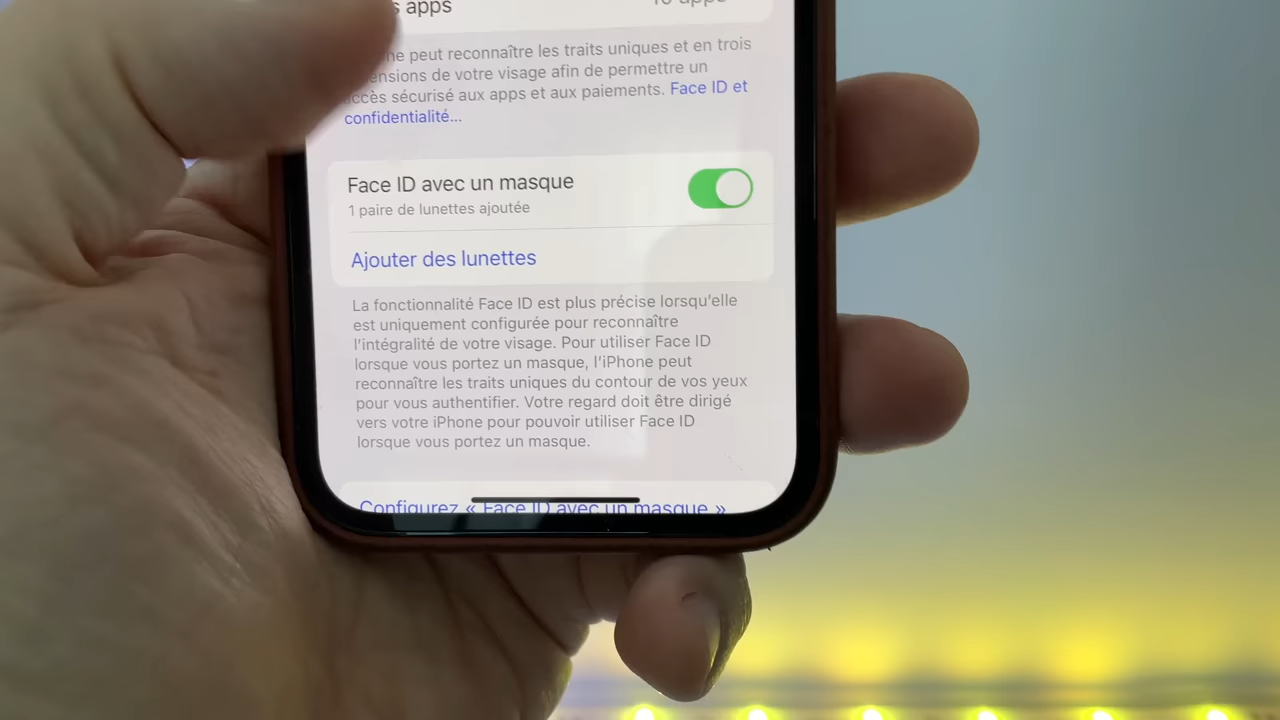 apps
peut reconnaître les traits uniques et en trois
de votre visage afin de permettre un
sécurisé aux apps et aux paiements. Face ID et
confidentialité...
Face ID avec un masque
1 paire de lunettes ajoutée
Ajouter des lunettes
La fonctionnalité Face ID est plus précise lorsqu'elle
est uniquement configurée pour reconnaître
l'intégralité de votre visage. Pour utiliser Face ID
lorsque vous portez un masque, l'iPhone peut
reconnaître les traits uniques du contour de vos yeux
pour vous authentifier. Votre regard doit être dirigé
vers votre iPhone pour pouvoir utiliser Face ID
lorsque vous portez un masque.
Configurez « Face ID avec un masque »